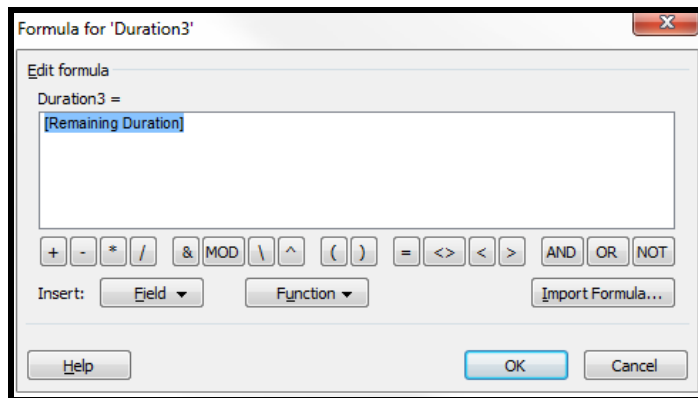 Formula for 'Duration3'
Edit formula
Duration3 =
[Remaining Duration]
+ - * / & MOD \ ^ ( ) = <> < > AND OR NOT
Insert: Field Function Import Formula...
Help OK Cancel